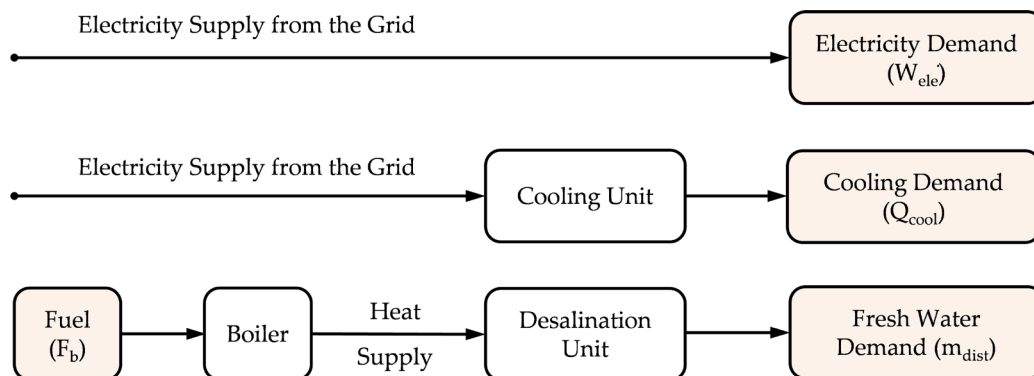 Electricity Supply from the Grid
Electricity Demand
(W_ele)
Electricity Supply from the Grid
Cooling Unit
Cooling Demand
(Q_cool)
Fuel
(F_b)
Boiler
Heat
Supply
Desalination
Unit
Fresh Water
Demand (m_dist)